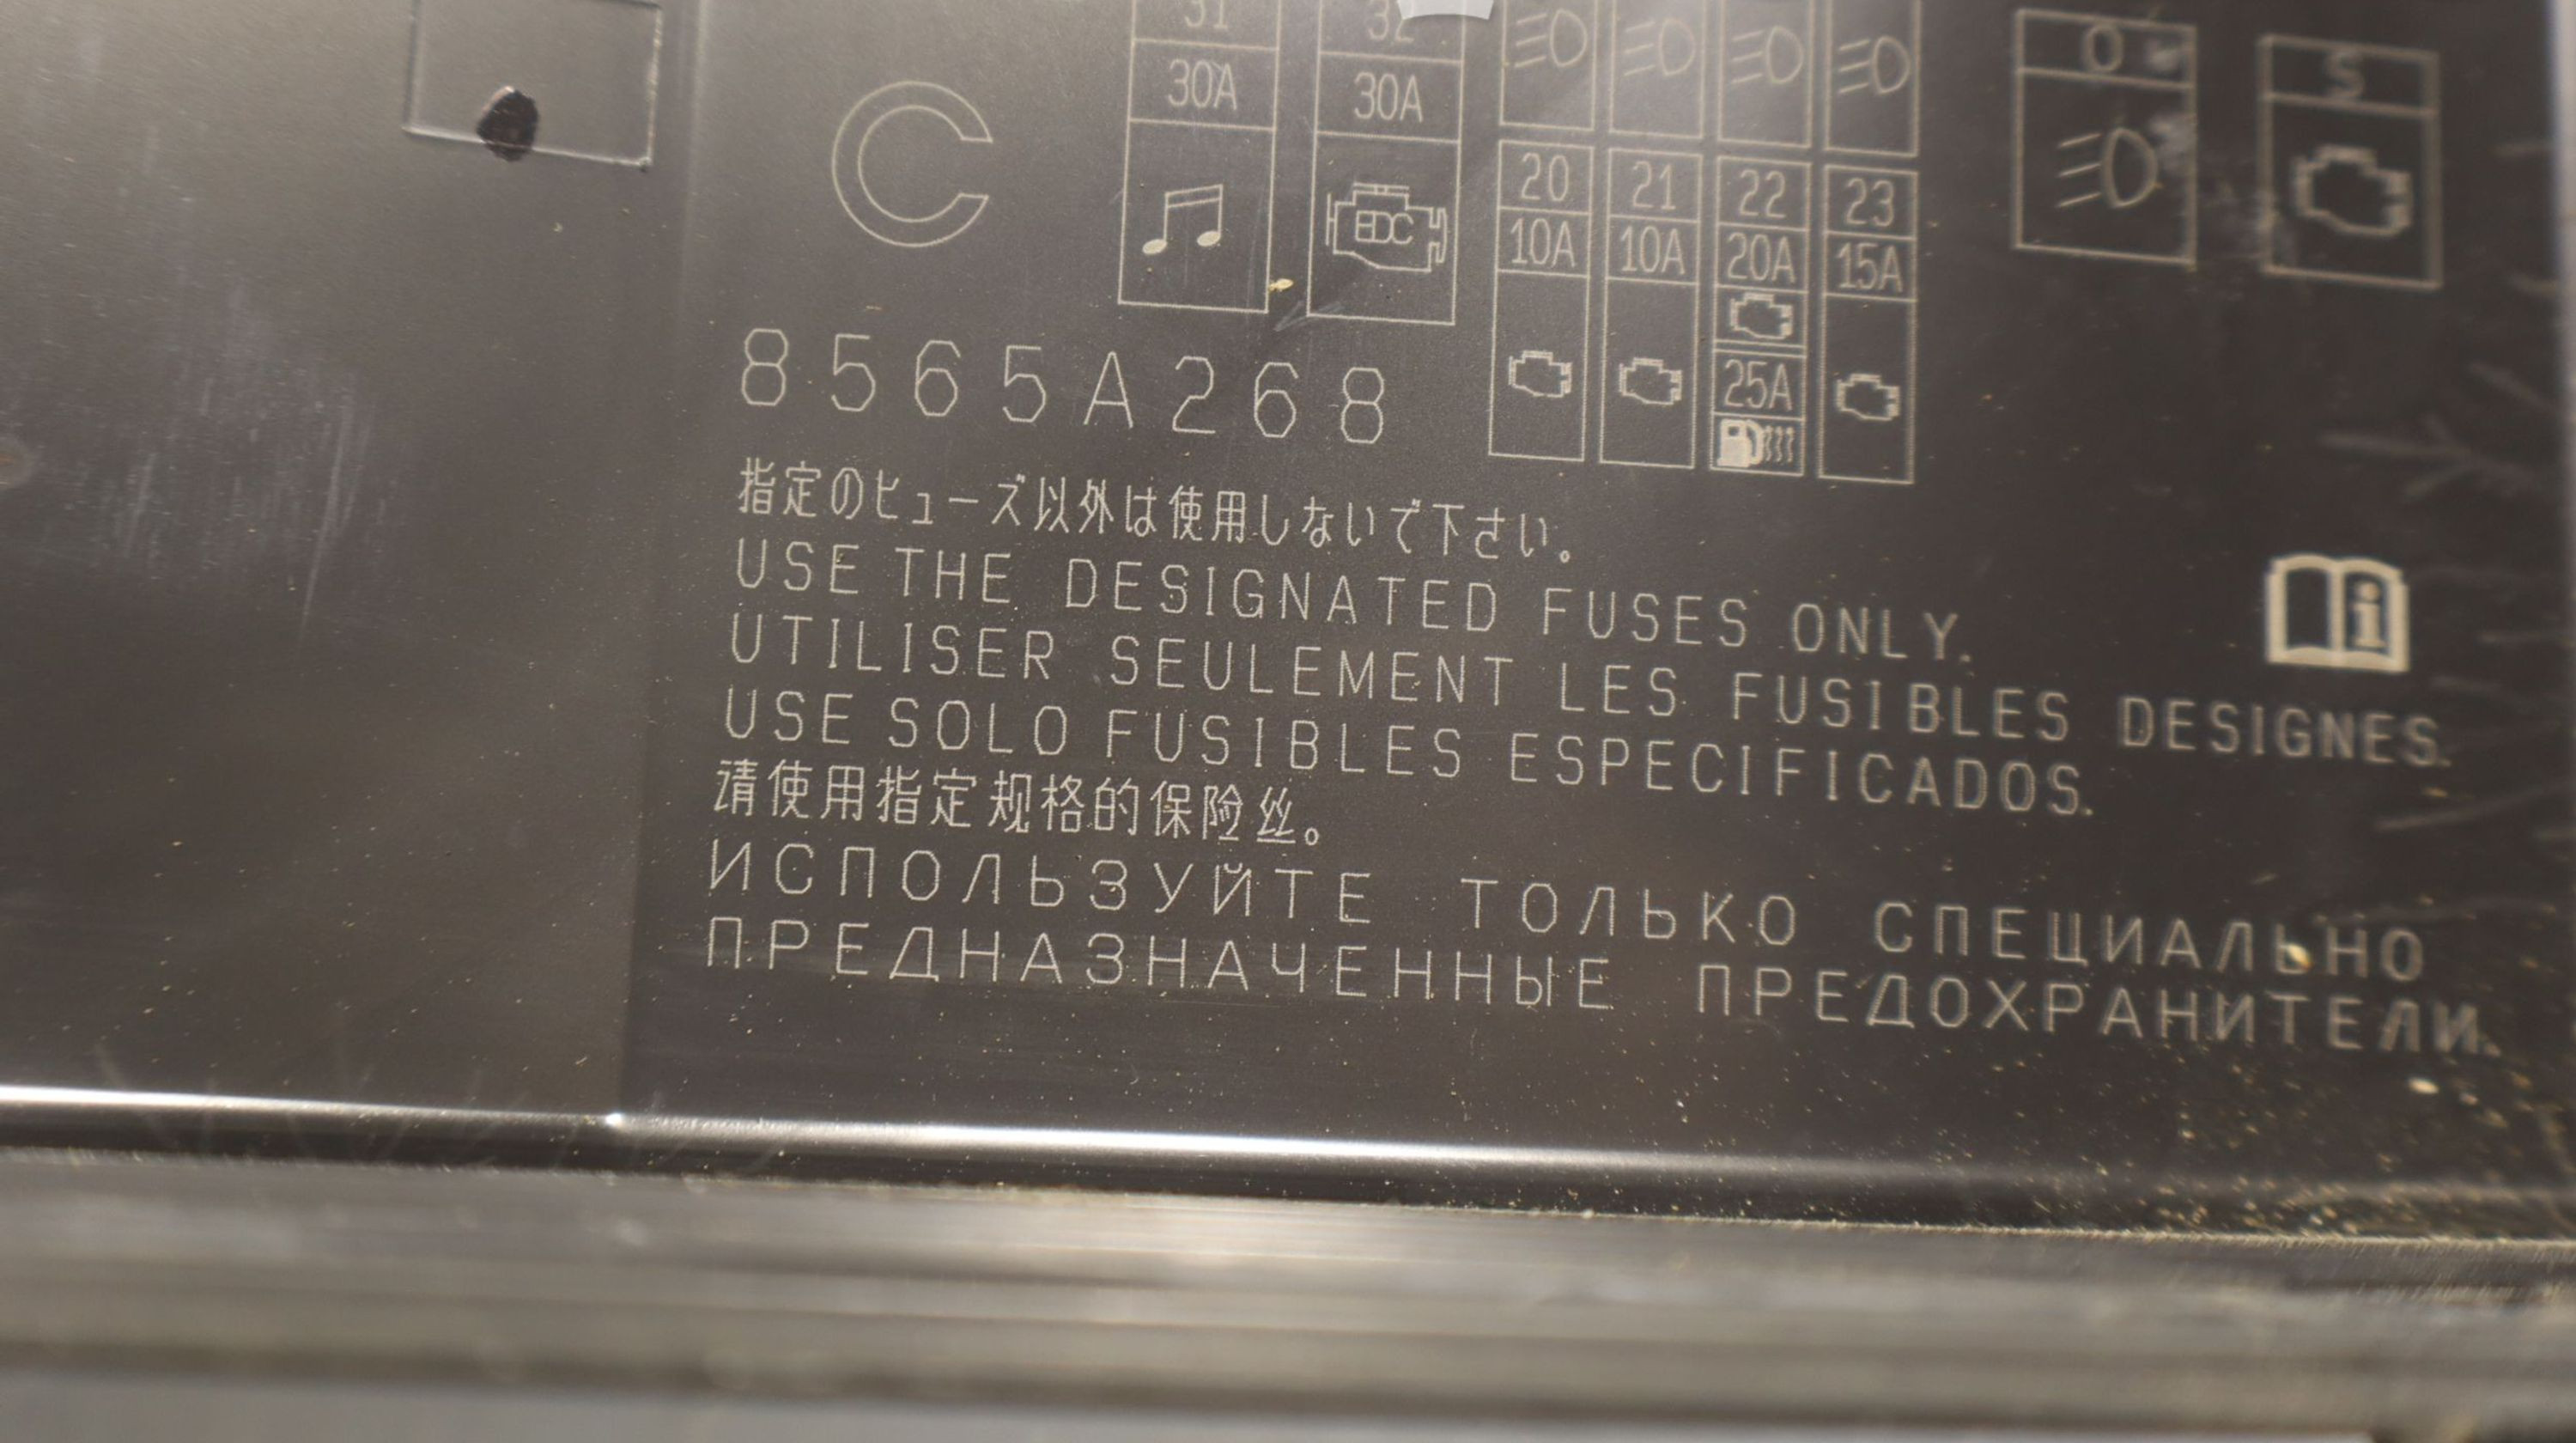 31 32
30A 30A
O S
C
EDC
20 21 22 23
10A 10A 20A 15A
25A
8565A268
指定のヒューズ以外は使用しないで下さい。
USE THE DESIGNATED FUSES ONLY.
UTILISER SEULEMENT LES FUSIBLES DESIGNES.
USE SOLO FUSIBLES ESPECIFICADOS.
请使用指定规格的保险丝。
ИСПОЛЬЗУЙТЕ ТОЛЬКО СПЕЦИАЛЬНО
ПРЕДНАЗНАЧЕННЫЕ ПРЕДОХРАНИТЕЛИ.
i